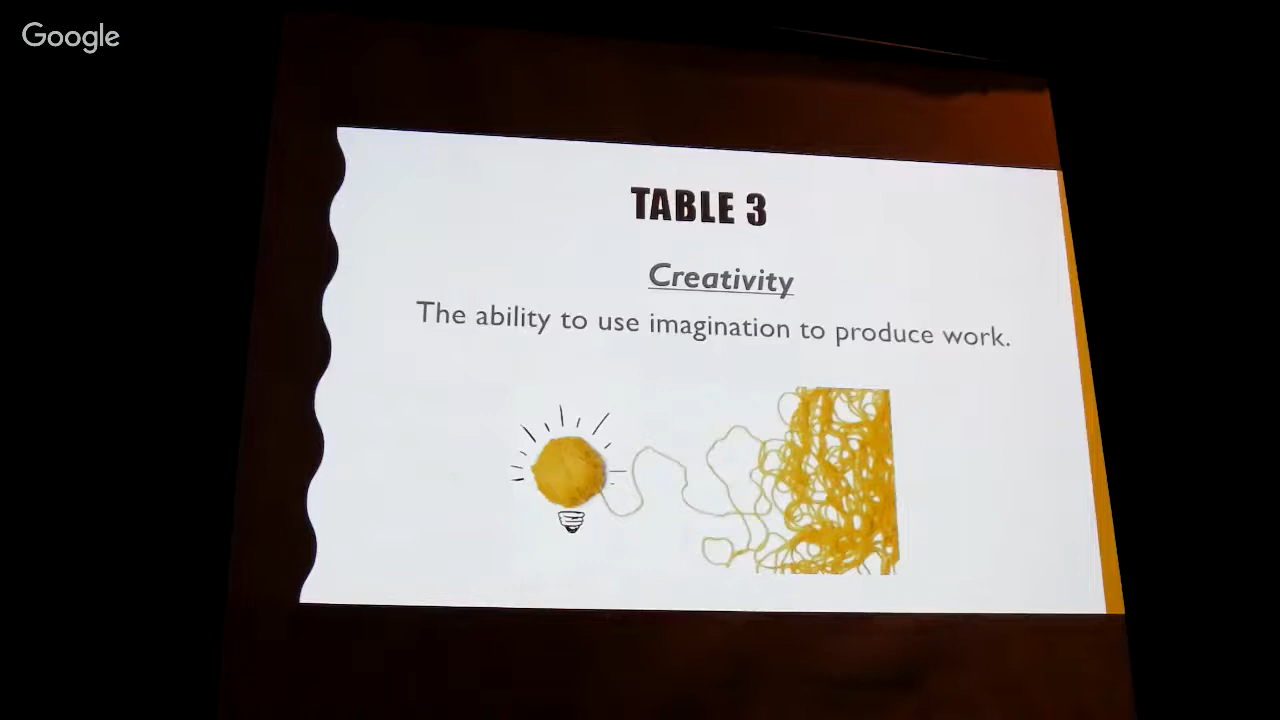 Google
TABLE 3
Creativity
The ability to use imagination to produce work.